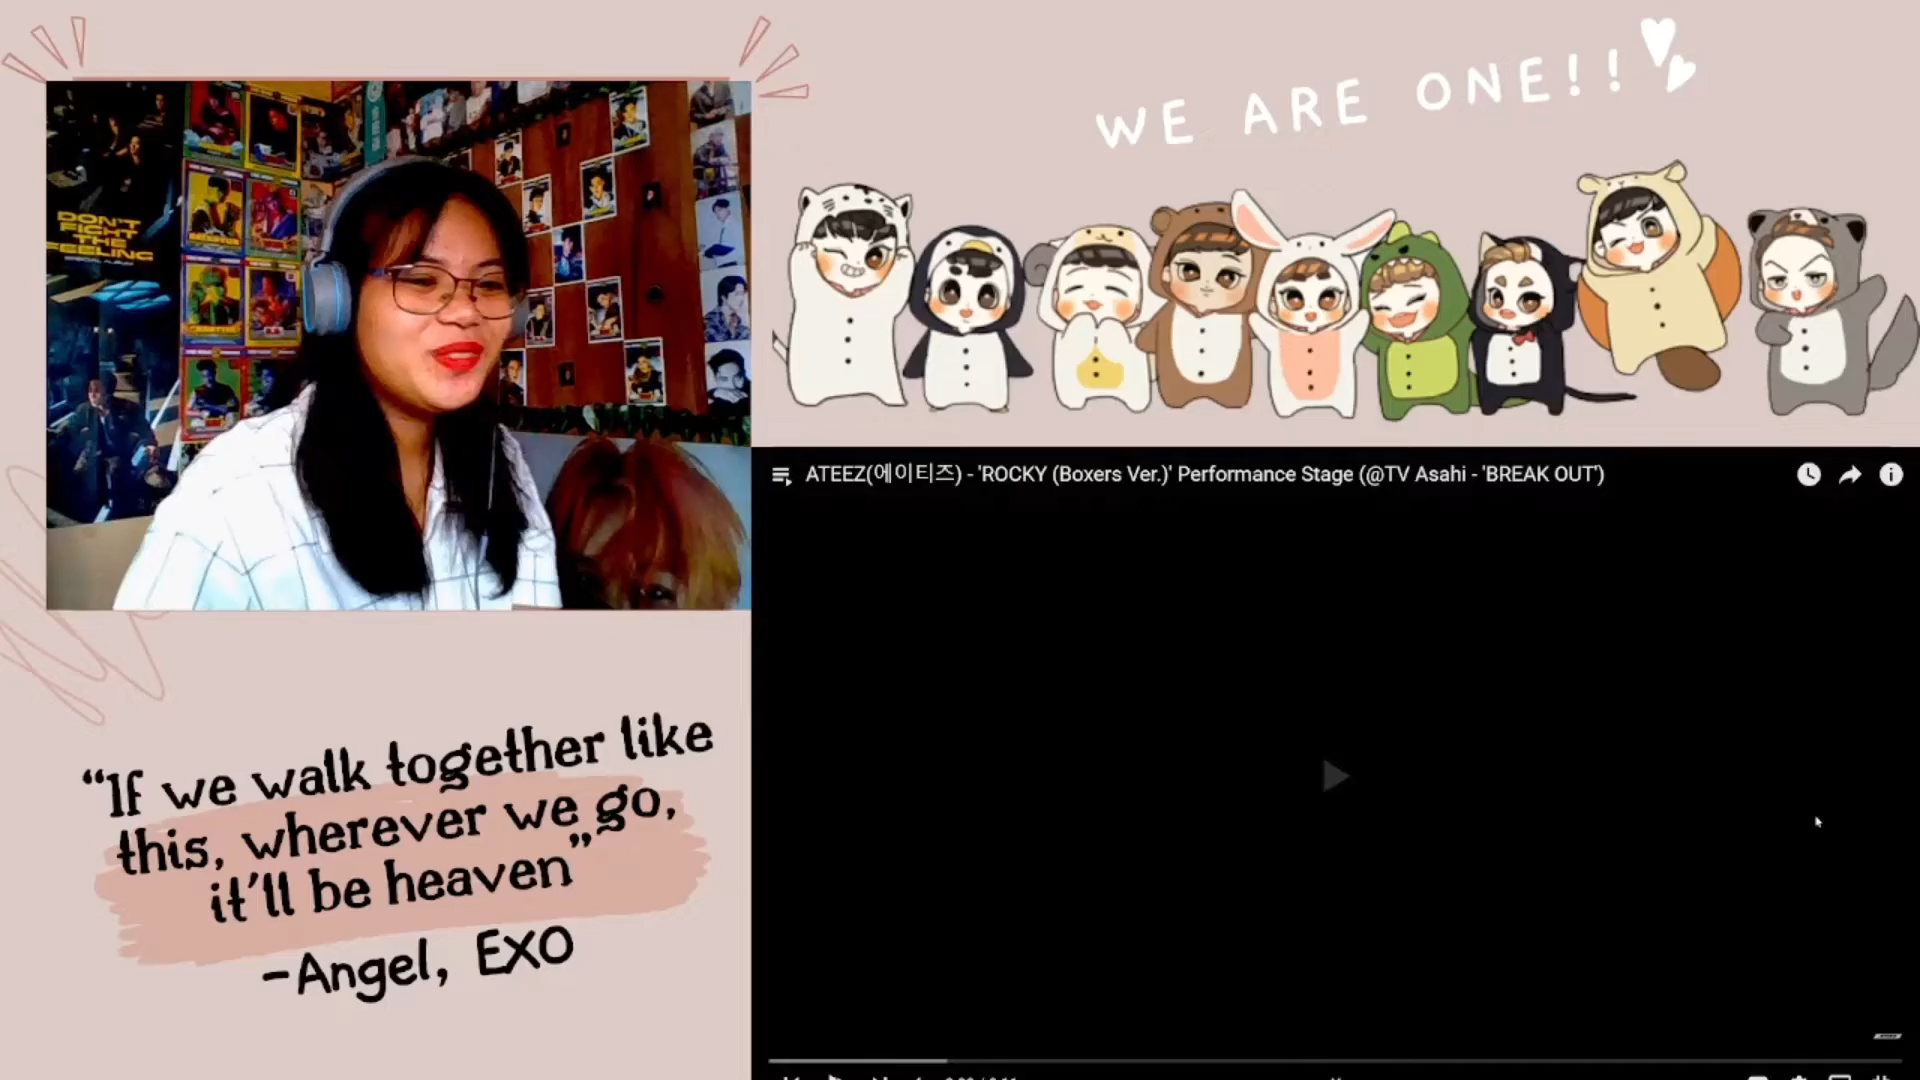 WE ARE ONE!!
DON'T
FIGHT
THE
FEELING
ATEEZ(에이티즈) - 'ROCKY (Boxers Ver.)' Performance Stage (@TV Asahi - 'BREAK OUT')
“If we walk together like
this, wherever we go,
it'll be heaven”
-Angel, EXO